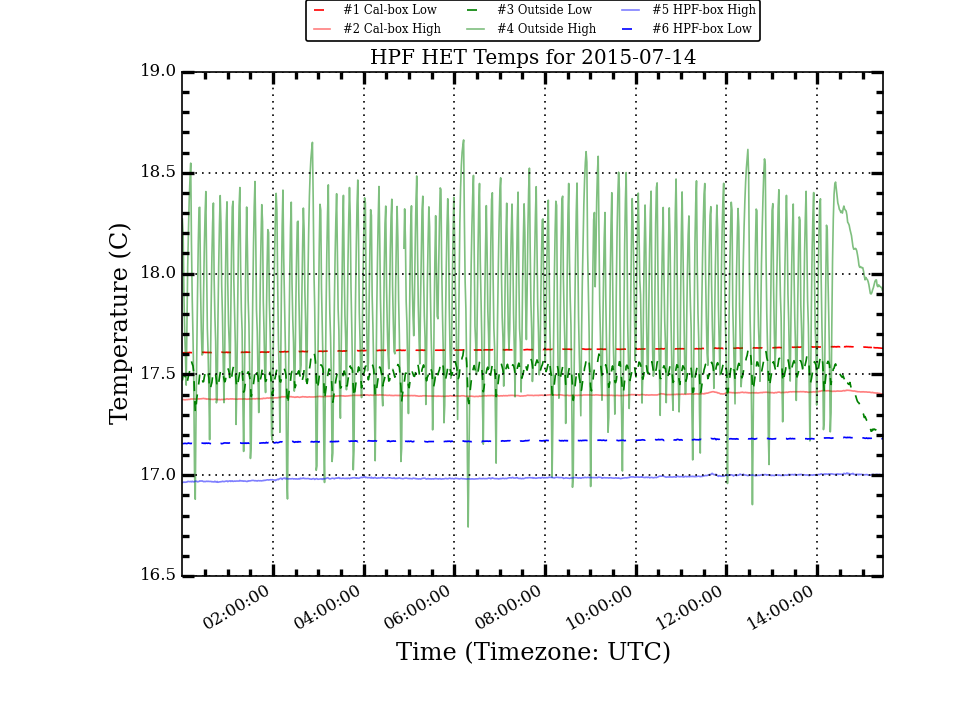 #1 Cal-box Low #3 Outside Low #5 HPF-box High
#2 Cal-box High #4 Outside High #6 HPF-box Low
HPF HET Temps for 2015-07-14
19.0
18.5
18.0
17.5
17.0
16.5
Temperature (C)
02:00:00 04:00:00 06:00:00 08:00:00 10:00:00 12:00:00 14:00:00
Time (Timezone: UTC)